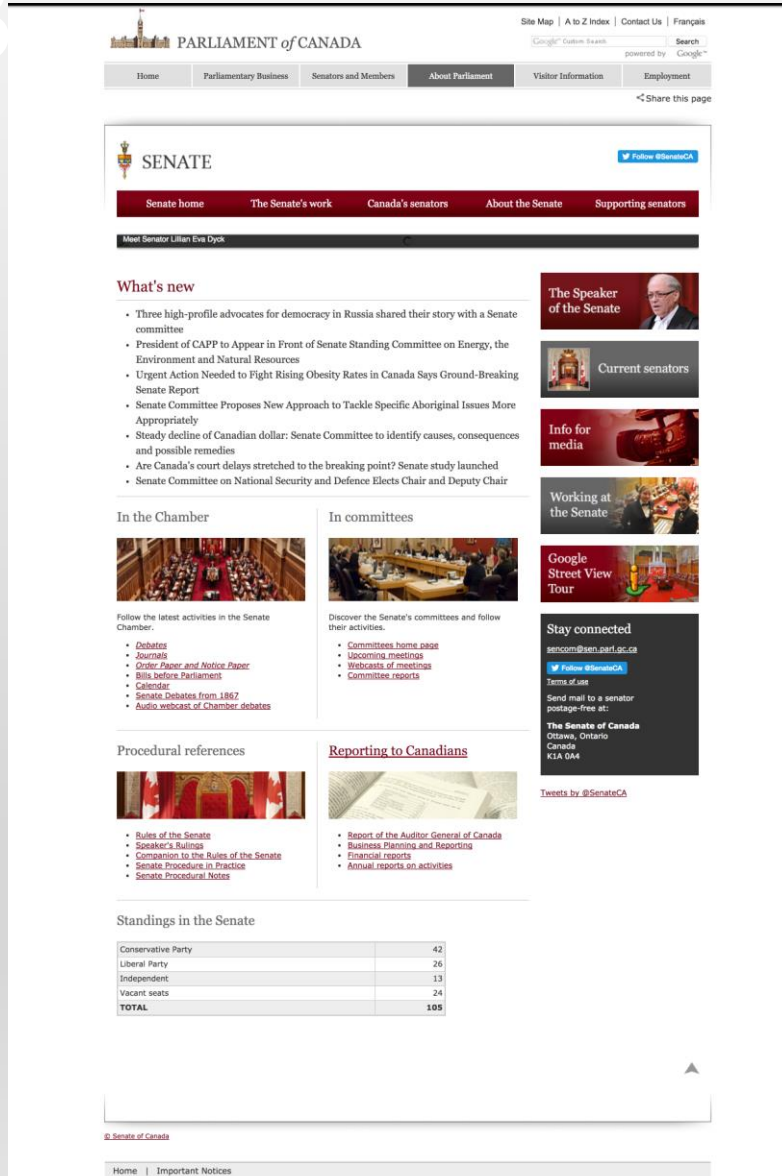 Site Map | A to Z Index | Contact Us | Français
PARLIAMENT of CANADA
Google™ Custom Search
Search
powered by Google™
Home
Parliamentary Business
Senators and Members
About Parliament
Visitor Information
Employment
Share this page
SENATE
Follow @SenateCA
Senate home
The Senate's work
Canada's senators
About the Senate
Supporting senators
Meet Senator Lillian Eva Dyck
What's new
• Three high-profile advocates for democracy in Russia shared their story with a Senate
committee
• President of CAPP to Appear in Front of Senate Standing Committee on Energy, the
Environment and Natural Resources
• Urgent Action Needed to Fight Rising Obesity Rates in Canada Says Ground-Breaking
Senate Report
• Senate Committee Proposes New Approach to Tackle Specific Aboriginal Issues More
Appropriately
• Steady decline of Canadian dollar: Senate Committee to identify causes, consequences
and possible remedies
• Are Canada's court delays stretched to the breaking point? Senate study launched
• Senate Committee on National Security and Defence Elects Chair and Deputy Chair
In the Chamber
Follow the latest activities in the Senate
Chamber.
• Debates
• Journals
• Order Paper and Notice Paper
• Bills before Parliament
• Calendar
• Senate Debates from 1867
• Audio webcast of Chamber debates
In committees
Discover the Senate's committees and follow
their activities.
• Committees home page
• Upcoming meetings
• Webcasts of meetings
• Committee reports
Procedural references
• Rules of the Senate
• Speaker's Rulings
• Companion to the Rules of the Senate
• Senate Procedure in Practice
• Senate Procedural Notes
Reporting to Canadians
• Report of the Auditor General of Canada
• Business Planning and Reporting
• Financial reports
• Annual reports on activities
Standings in the Senate
Conservative Party 42
Liberal Party 26
Independent 13
Vacant seats 24
TOTAL 105
The Speaker
of the Senate
Current senators
Info for
media
Working at
the Senate
Google
Street View
Tour
Stay connected
sencom@sen.parl.gc.ca
Follow @SenateCA
Terms of use
Send mail to a senator
postage-free at:
The Senate of Canada
Ottawa, Ontario
Canada
K1A 0A4
Tweets by @SenateCA
© Senate of Canada
Home | Important Notices